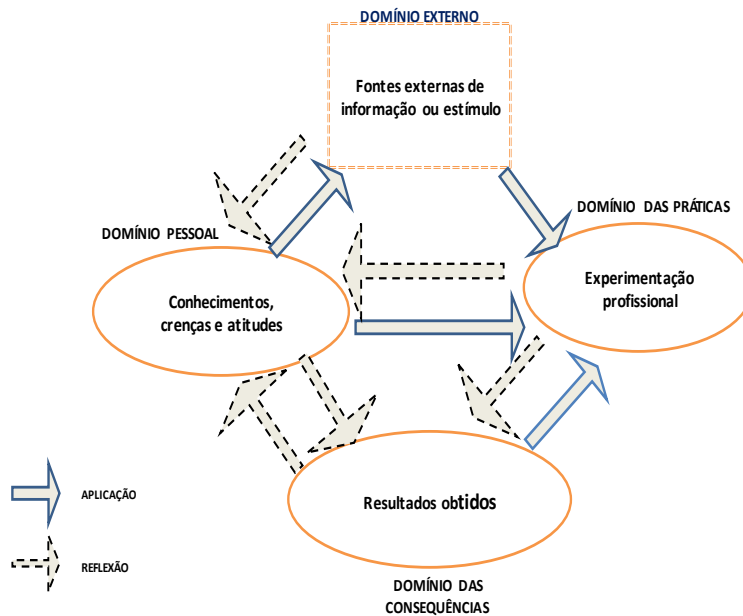 DOMÍNIO EXTERNO
Fontes externas de
informação ou estímulo
DOMÍNIO DAS PRÁTICAS
DOMÍNIO PESSOAL
Experimentação
profissional
Conhecimentos,
crenças e atitudes
Resultados obtidos
APLICAÇÃO
REFLEXÃO
DOMÍNIO DAS
CONSEQUÊNCIAS